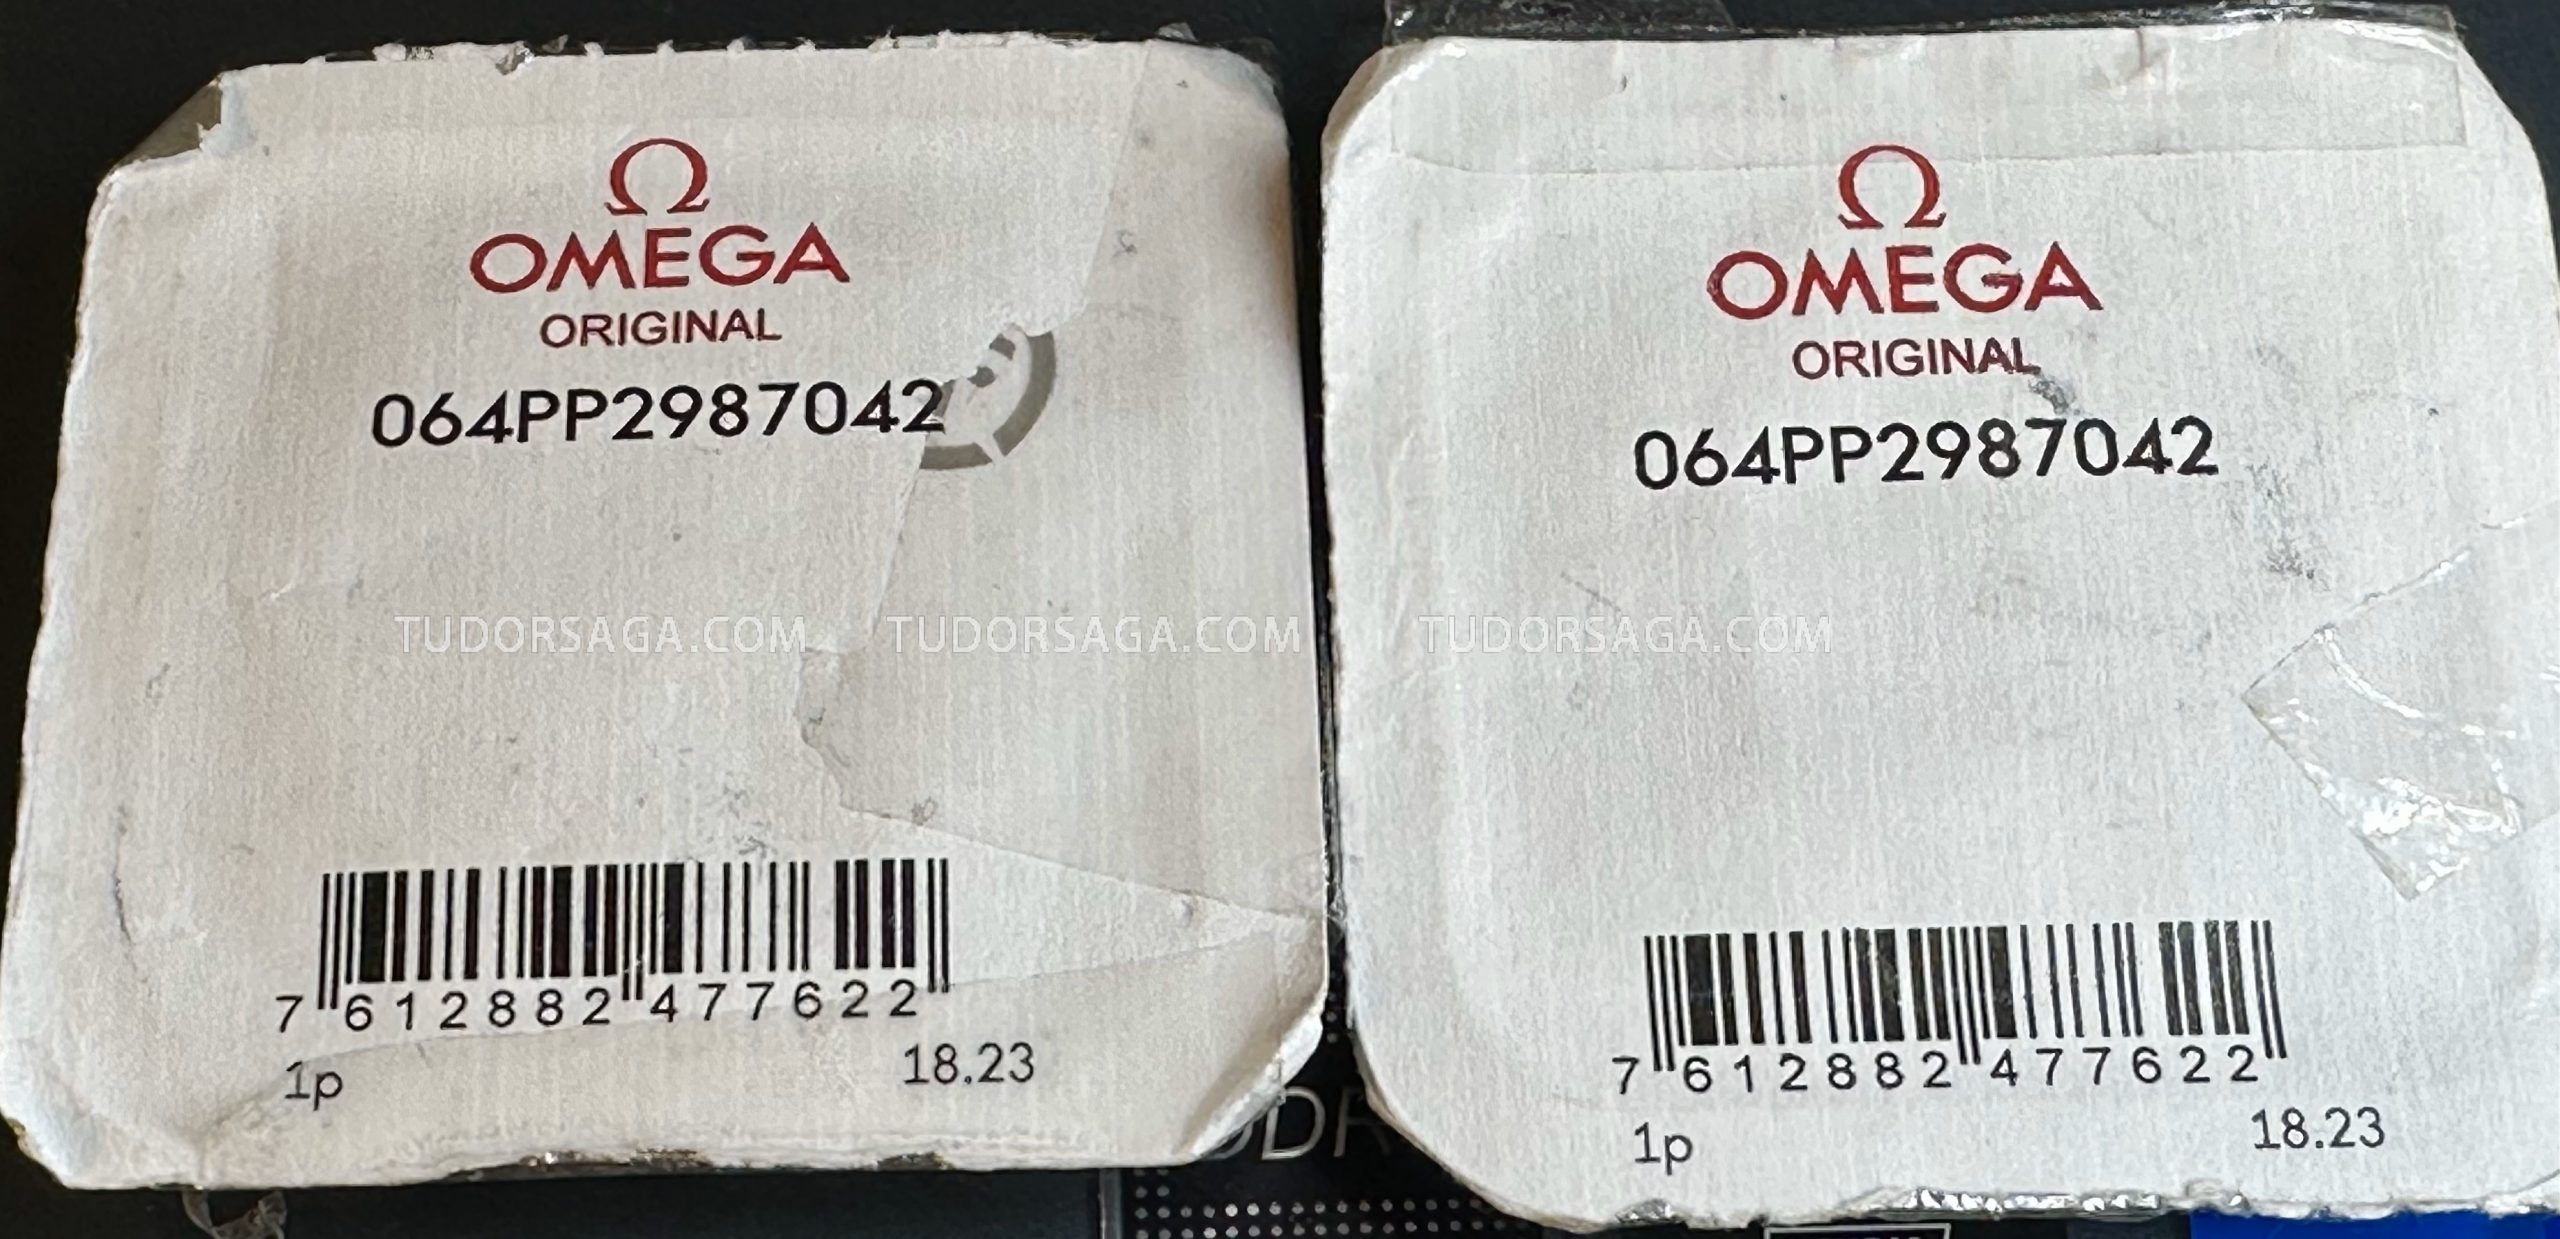 Ω
OMEGA
ORIGINAL
064PP2987042
7 612882 477622
1p 18.23
Ω
OMEGA
ORIGINAL
064PP2987042
7 612882 477622
1p 18.23
TUDORSAGA.COM TUDORSAGA.COM TUDORSAGA.COM